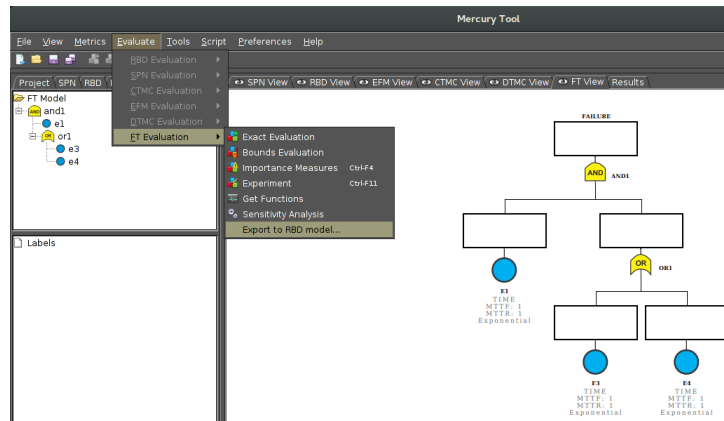 Mercury Tool
File View Metrics Evaluate Tools Script Preferences Help
Project SPN RBD
SPN View RBD View EFM View CTMC View DTMC View FT View Results
RBD Evaluation
SPN Evaluation
CTMC Evaluation
EFM Evaluation
DTMC Evaluation
FT Evaluation
Exact Evaluation
Bounds Evaluation
Importance Measures Ctrl-F4
Experiment Ctrl-F11
Get Functions
Sensitivity Analysis
Export to RBD model...
FT Model
AND and1
e1
OR or1
e3
e4
Labels
FAILURE
AND AND1
OR OR1
E1
TIME
MTTF: 1
MTTR: 1
Exponential
E3
TIME
MTTF: 1
MTTR: 1
Exponential
E4
TIME
MTTF: 1
MTTR: 1
Exponential